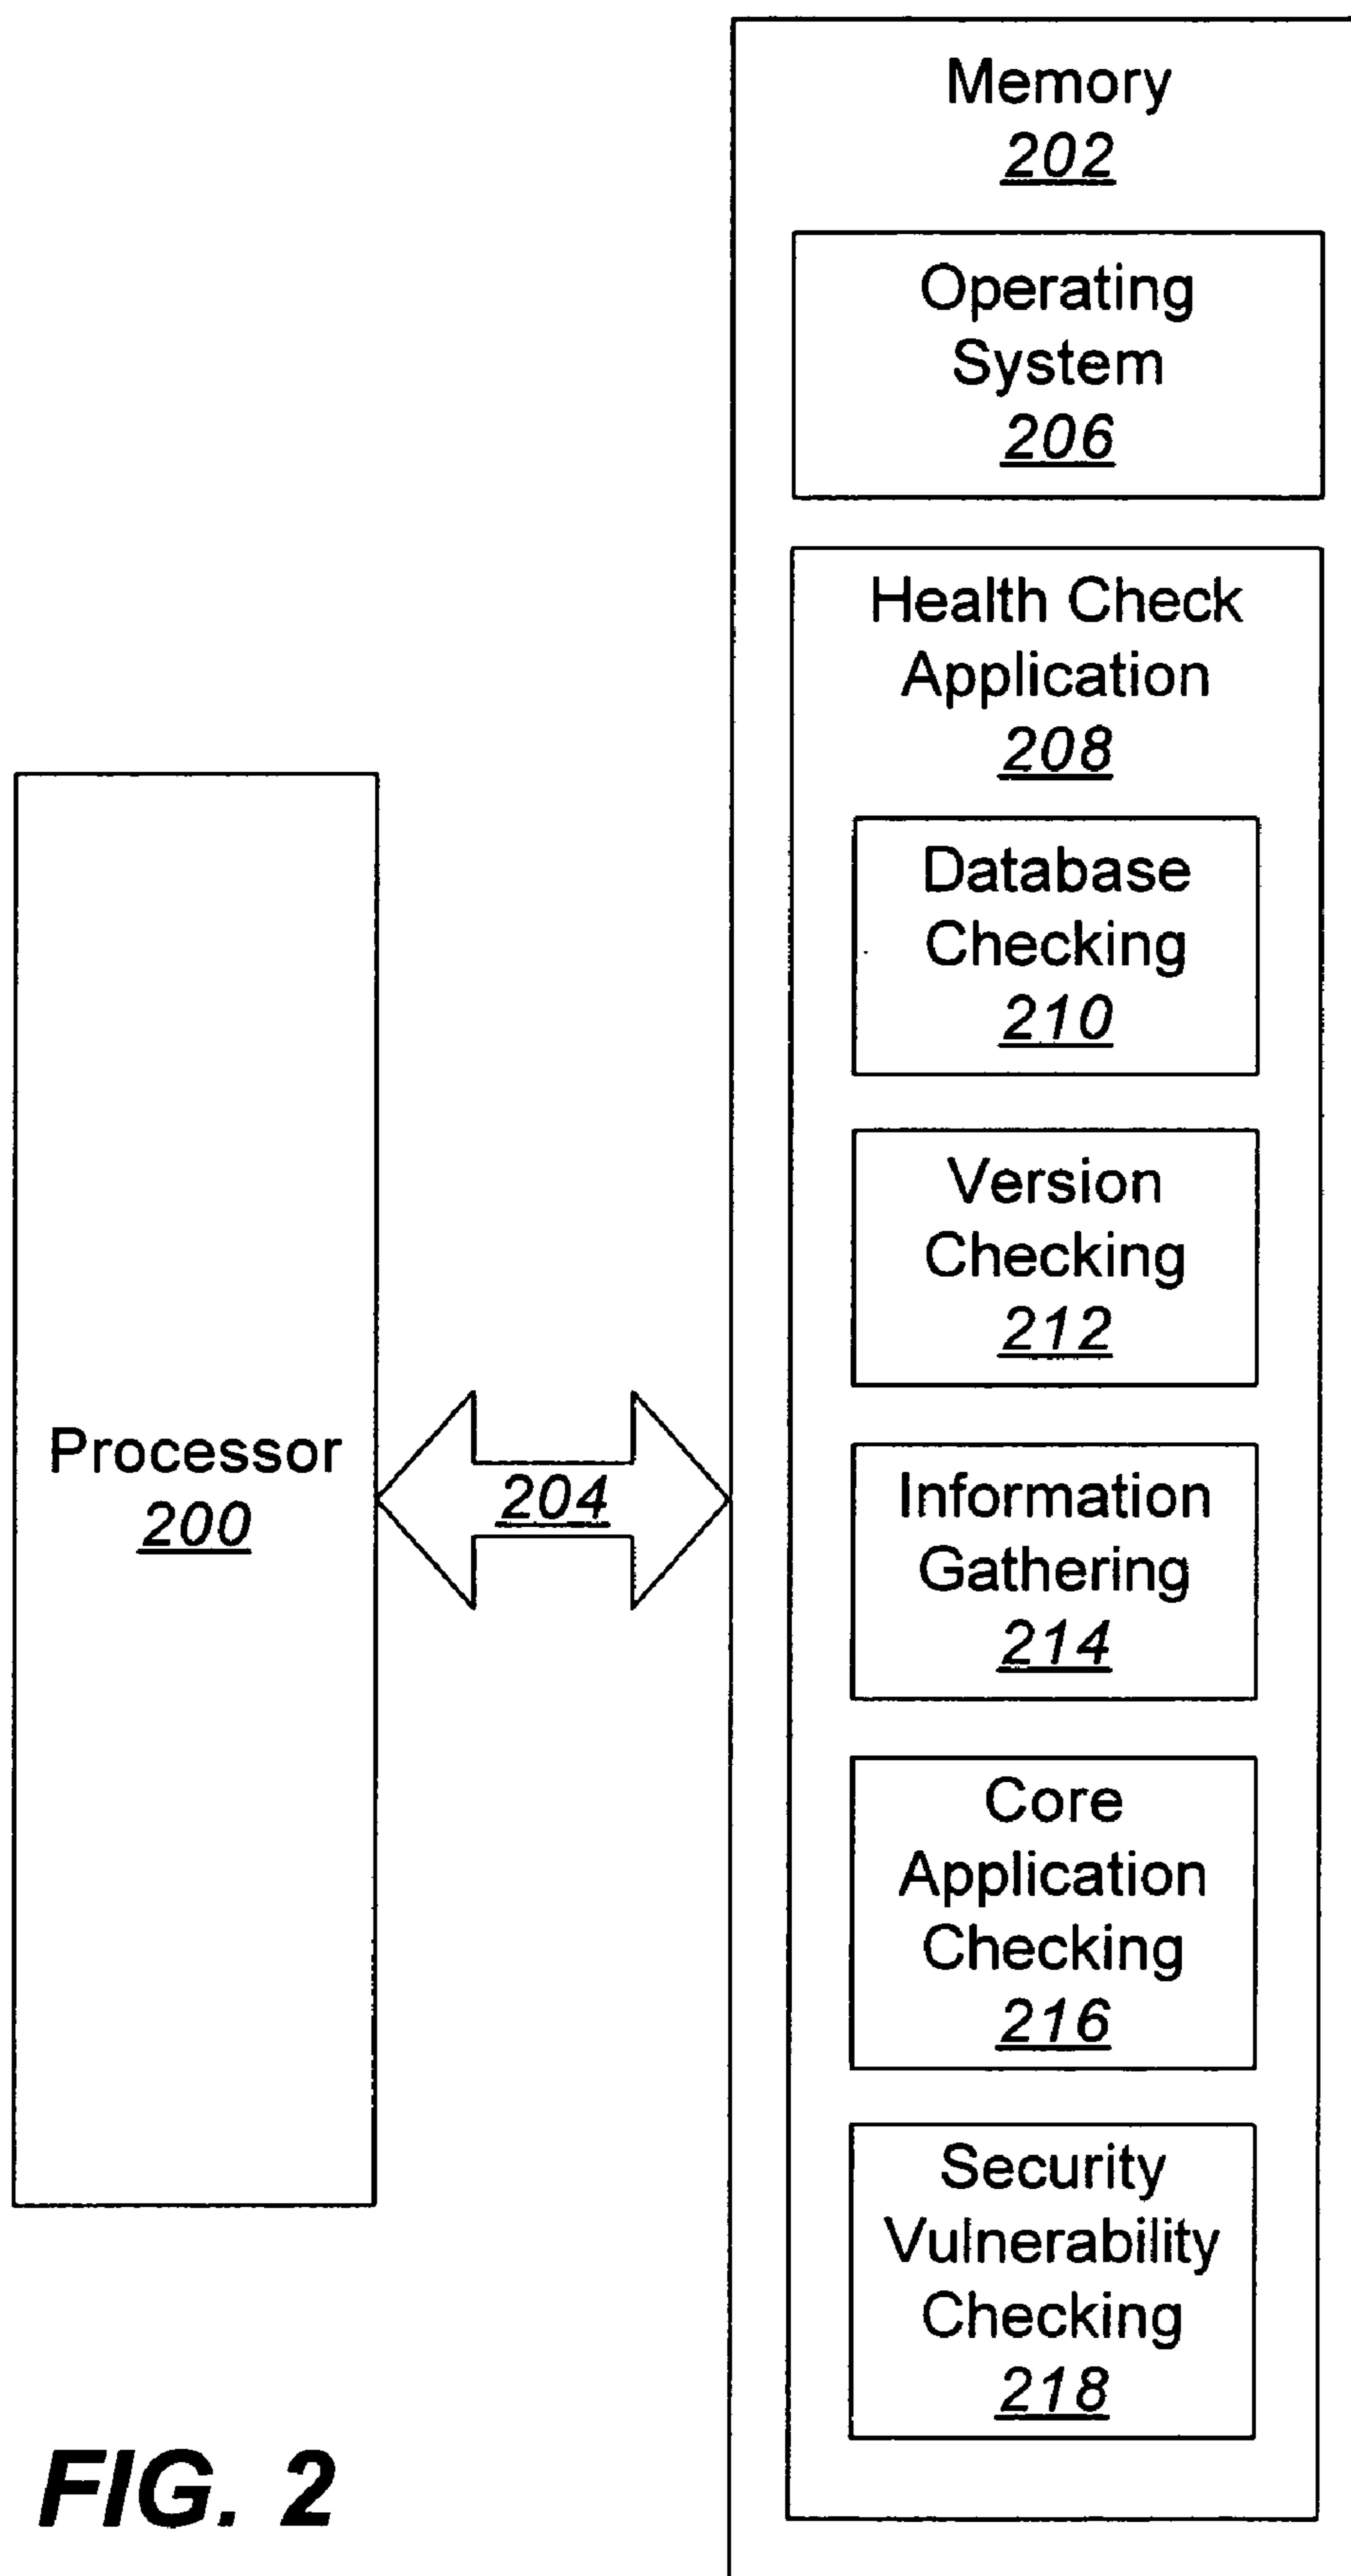 Memory
202
Operating
System
206
Health Check
Application
208
Database
Checking
210
Version
Checking
212
Processor
200
204
Information
Gathering
214
Core
Application
Checking
216
Security
Vulnerability
Checking
218
FIG. 2